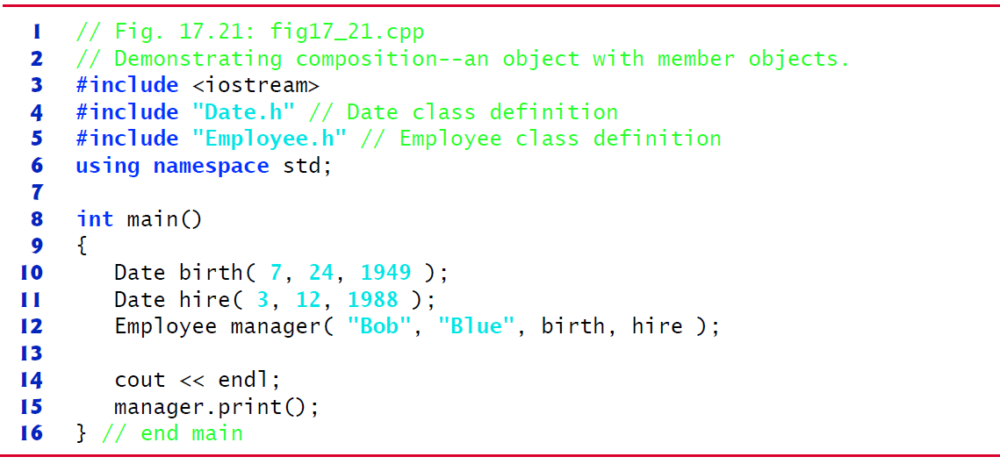 1 // Fig. 17.21: fig17_21.cpp
2 // Demonstrating composition--an object with member objects.
3 #include <iostream>
4 #include "Date.h" // Date class definition
5 #include "Employee.h" // Employee class definition
6 using namespace std;
7
8 int main()
9 {
10 Date birth( 7, 24, 1949 );
11 Date hire( 3, 12, 1988 );
12 Employee manager( "Bob", "Blue", birth, hire );
13
14 cout << endl;
15 manager.print();
16 } // end main